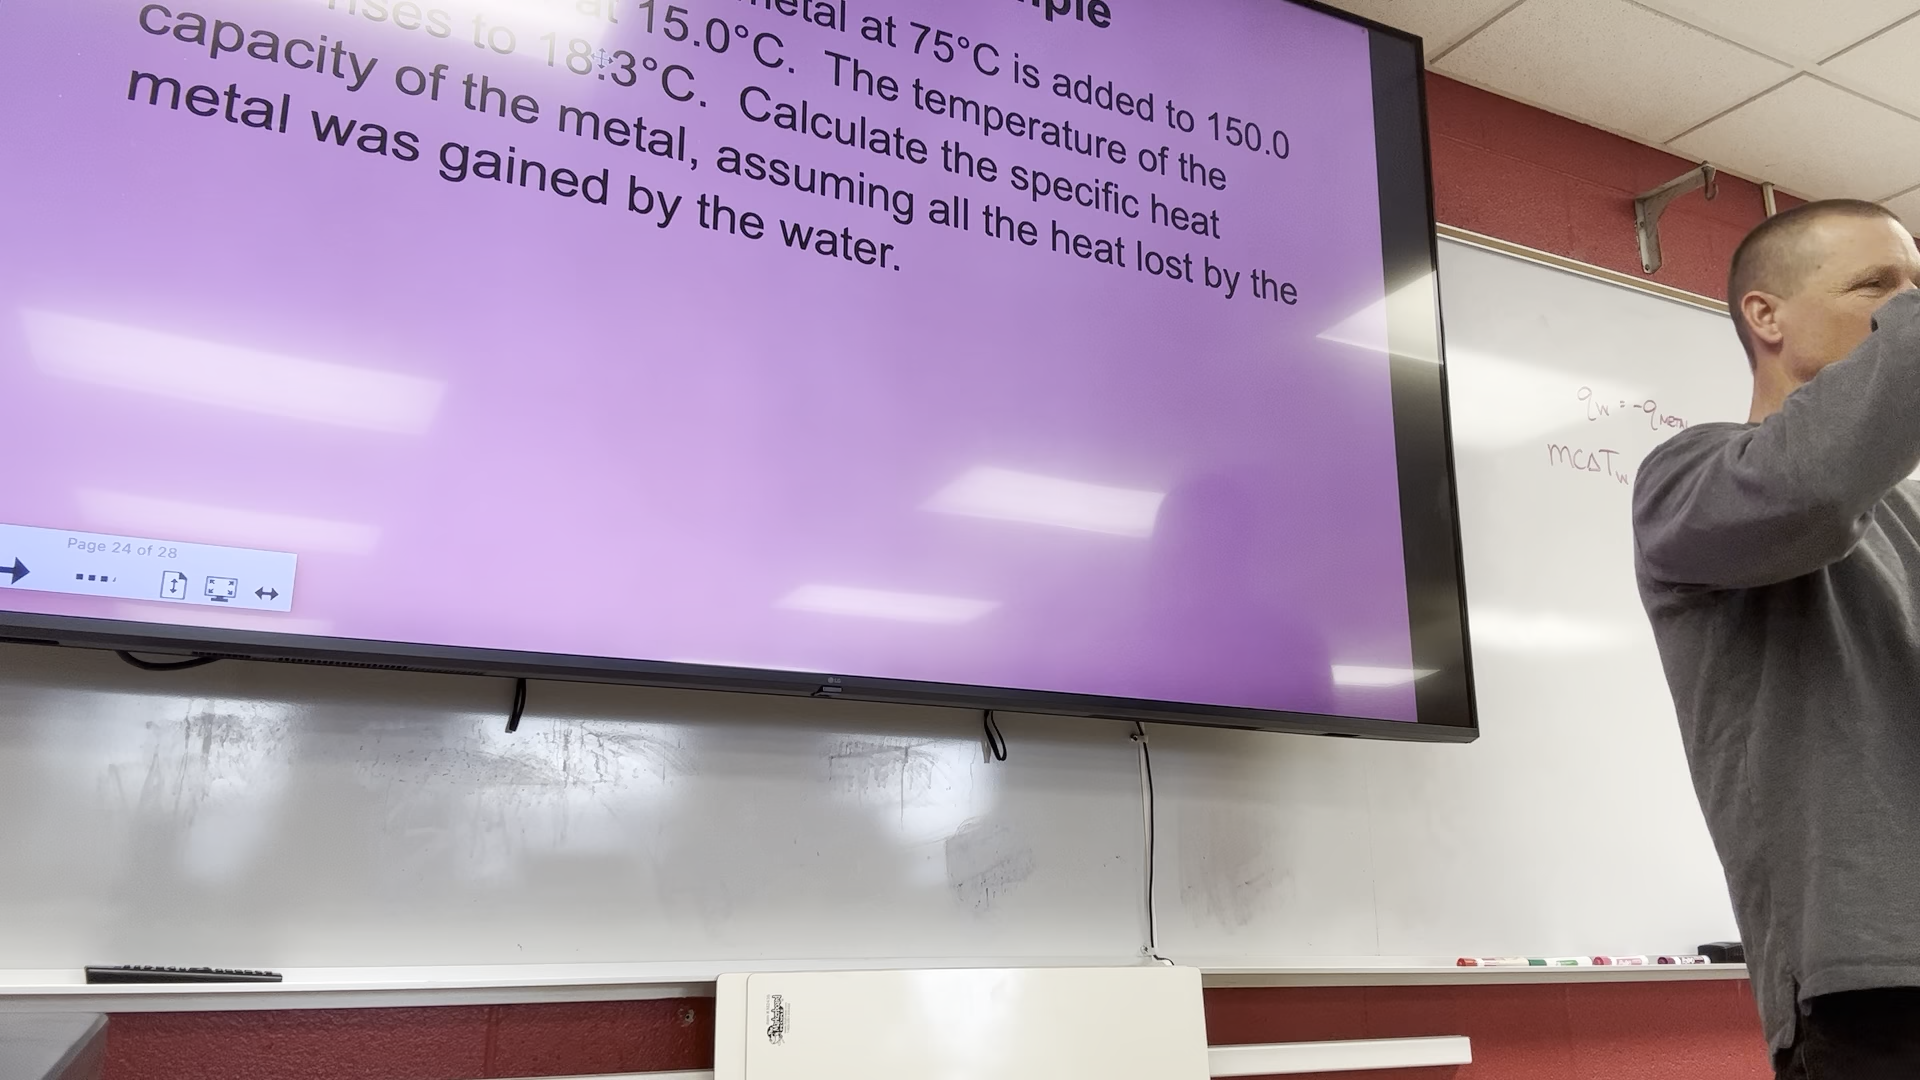 ple
etal at 75°C is added to 150.0
at 15.0°C. The temperature of the
ises to 18.3°C. Calculate the specific heat
capacity of the metal, assuming all the heat lost by the
metal was gained by the water.
Page 24 of 28
LG
qw = -qMETAL
mcΔTw